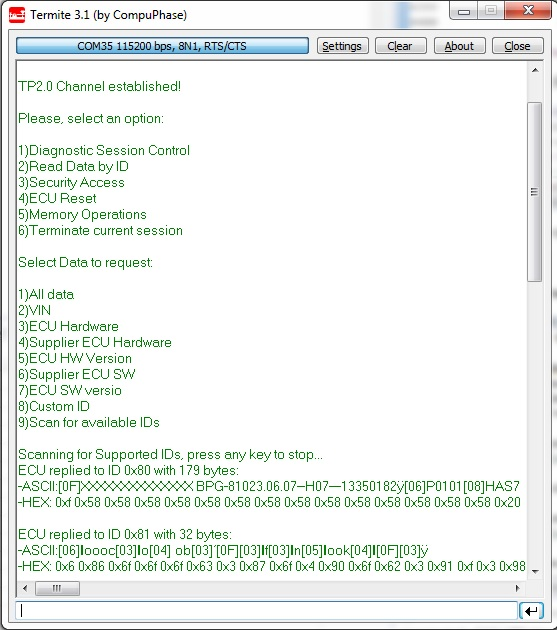 Termite 3.1 (by CompuPhase)
COM35 115200 bps, 8N1, RTS/CTS
Settings
Clear
About
Close
TP2.0 Channel established!
Please, select an option:
1)Diagnostic Session Control
2)Read Data by ID
3)Security Access
4)ECU Reset
5)Memory Operations
6)Terminate current session
Select Data to request:
1)All data
2)VIN
3)ECU Hardware
4)Supplier ECU Hardware
5)ECU HW Version
6)Supplier ECU SW
7)ECU SW versio
8)Custom ID
9)Scan for available IDs
Scanning for Supported IDs, press any key to stop...
ECU replied to ID 0x80 with 179 bytes:
-ASCII:[0F]XXXXXXXXXXXXXX BPG-81023.06.07--H07---13350182ÿ[06]P0101[08]HAS7
-HEX: 0xf 0x58 0x58 0x58 0x58 0x58 0x58 0x58 0x58 0x58 0x58 0x58 0x58 0x58 0x58 0x20
ECU replied to ID 0x81 with 32 bytes:
-ASCII:[06]‡oooc[03]‡o[04] ob[03]‘[0F][03]‡f[03]‡n[05]‡ook[04]‡[0F][03]ÿ
-HEX: 0x6 0x86 0x6f 0x6f 0x6f 0x63 0x3 0x87 0x6f 0x4 0x90 0x6f 0x62 0x3 0x91 0xf 0x3 0x98